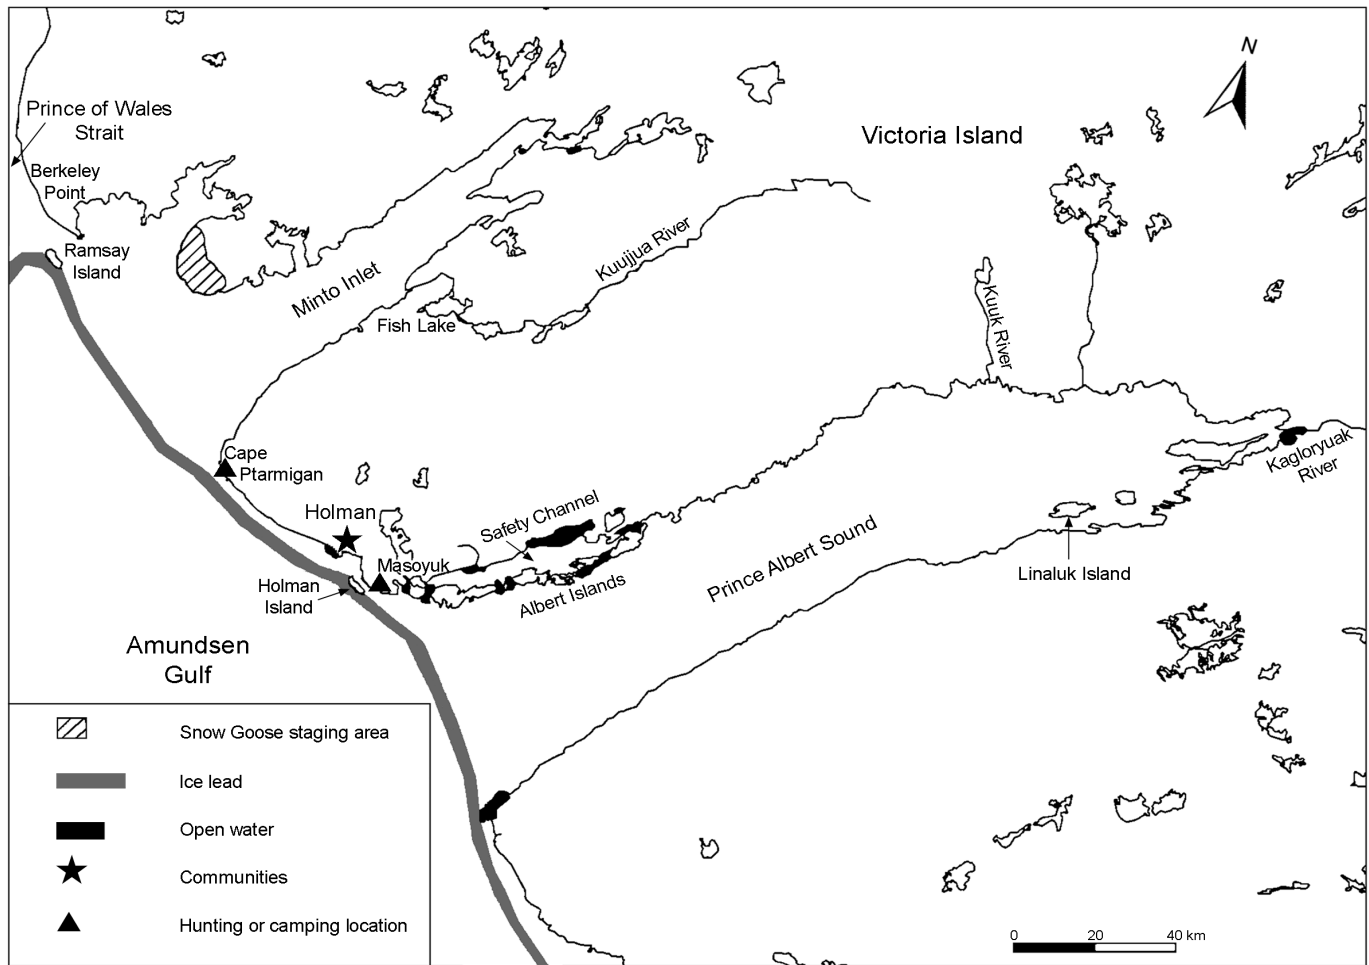 N
Prince of Wales
Strait
Victoria Island
Berkeley
Point
Ramsay
Island
Minto Inlet
Kuujjua River
Fish Lake
Kuuk River
Cape
Ptarmigan
Kagloryuak
River
Holman
Safety Channel
Masoyuk
Holman
Island
Albert Islands
Prince Albert Sound
Linaluk Island
Amundsen
Gulf
Snow Goose staging area
Ice lead
Open water
Communities
Hunting or camping location
0 20 40 km